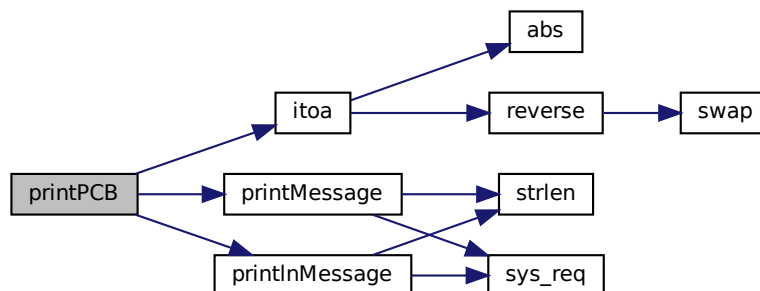 abs
itoa
reverse
swap
printPCB
printMessage
strlen
printlnMessage
sys_req